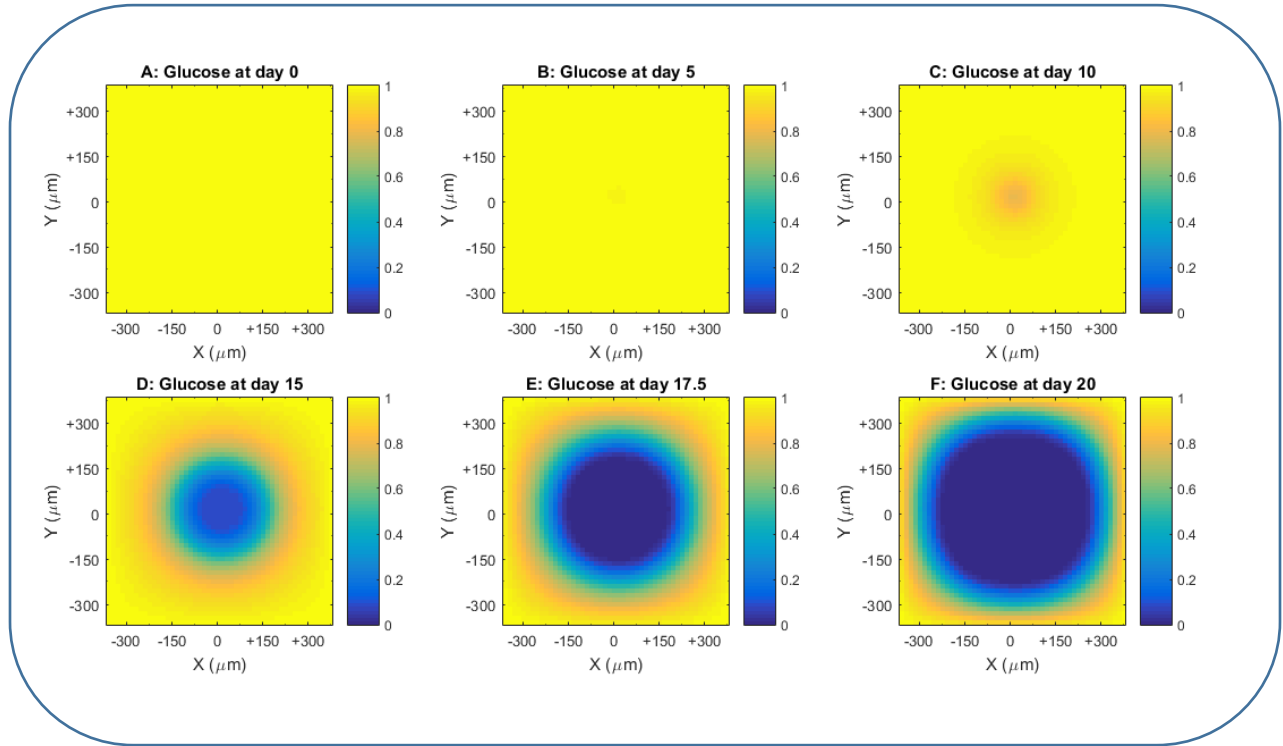 A: Glucose at day 0
+300
+150
0
-150
-300
Y (μm)
-300 -150 0 +150 +300
X (μm)
1
0.8
0.6
0.4
0.2
0
B: Glucose at day 5
+300
+150
0
-150
-300
Y (μm)
-300 -150 0 +150 +300
X (μm)
1
0.8
0.6
0.4
0.2
0
C: Glucose at day 10
+300
+150
0
-150
-300
Y (μm)
-300 -150 0 +150 +300
X (μm)
1
0.8
0.6
0.4
0.2
0
D: Glucose at day 15
+300
+150
0
-150
-300
Y (μm)
-300 -150 0 +150 +300
X (μm)
1
0.8
0.6
0.4
0.2
0
E: Glucose at day 17.5
+300
+150
0
-150
-300
Y (μm)
-300 -150 0 +150 +300
X (μm)
1
0.8
0.6
0.4
0.2
0
F: Glucose at day 20
+300
+150
0
-150
-300
Y (μm)
-300 -150 0 +150 +300
X (μm)
1
0.8
0.6
0.4
0.2
0